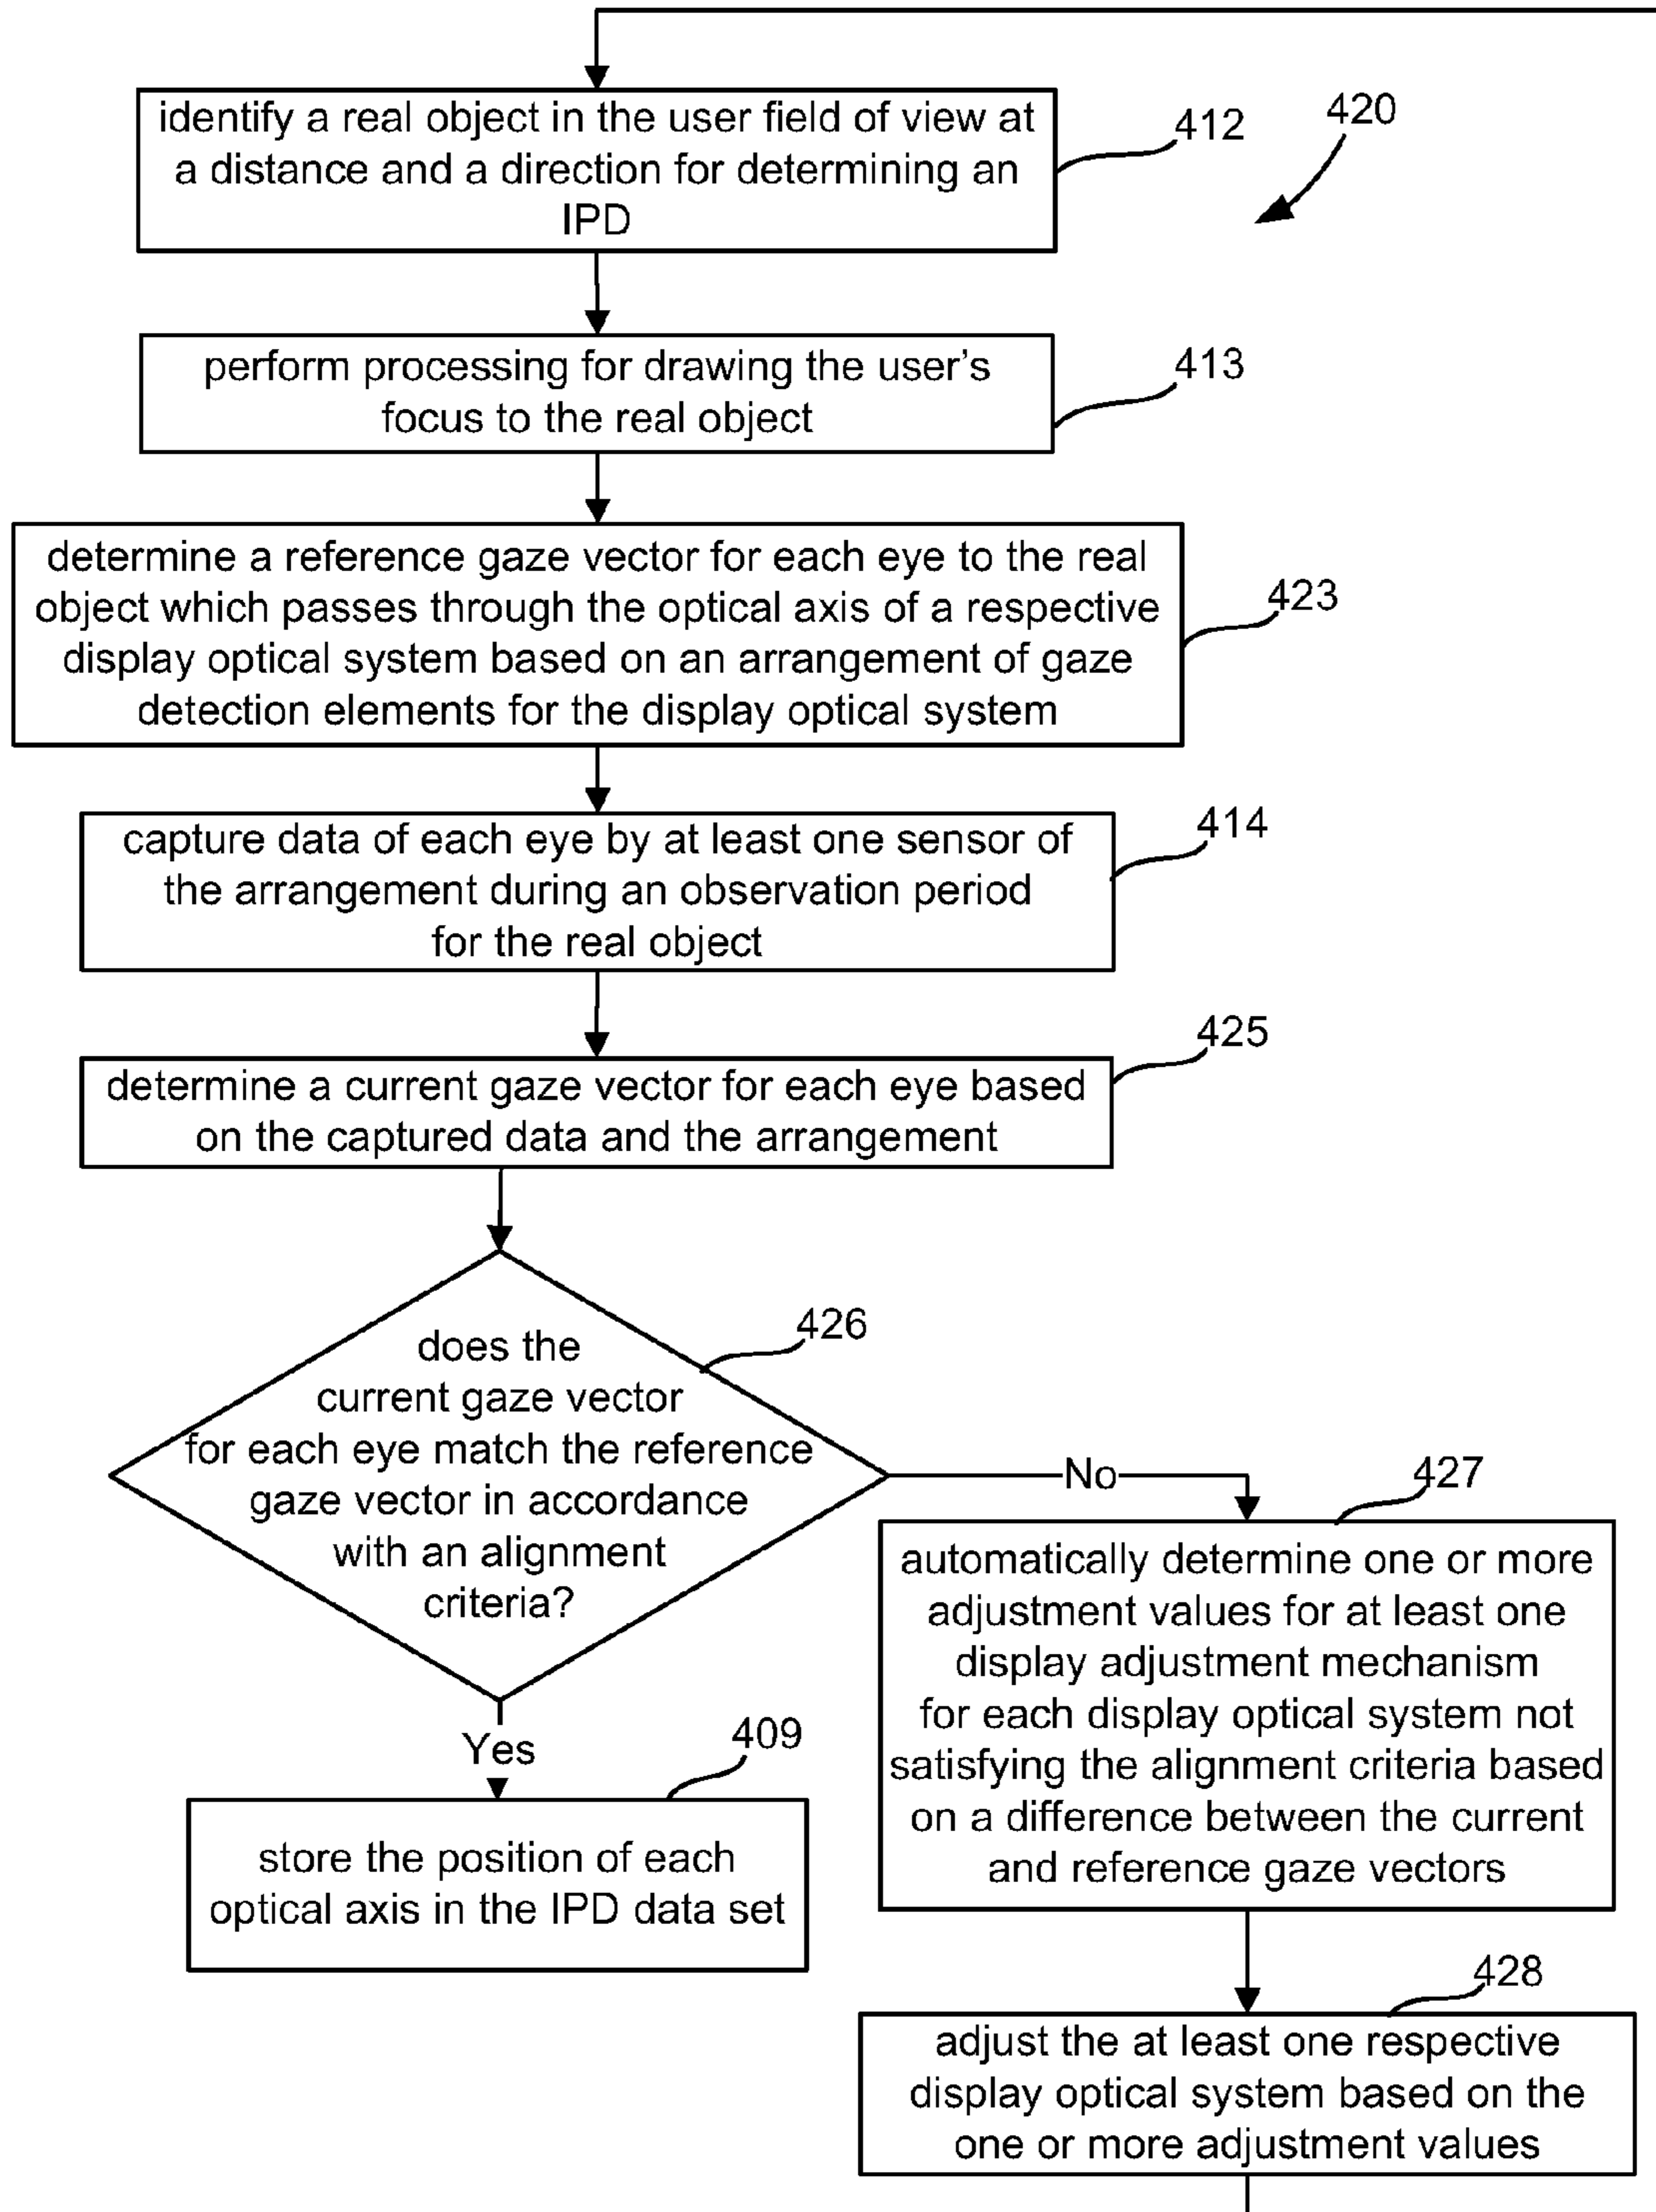 identify a real object in the user field of view at
a distance and a direction for determining an
IPD
412
420
perform processing for drawing the user's
focus to the real object
413
determine a reference gaze vector for each eye to the real
object which passes through the optical axis of a respective
display optical system based on an arrangement of gaze
detection elements for the display optical system
423
capture data of each eye by at least one sensor of
the arrangement during an observation period
for the real object
414
determine a current gaze vector for each eye based
on the captured data and the arrangement
425
does the
current gaze vector
for each eye match the reference
gaze vector in accordance
with an alignment
criteria?
426
No
427
automatically determine one or more
adjustment values for at least one
display adjustment mechanism
for each display optical system not
satisfying the alignment criteria based
on a difference between the current
and reference gaze vectors
Yes
409
store the position of each
optical axis in the IPD data set
428
adjust the at least one respective
display optical system based on the
one or more adjustment values